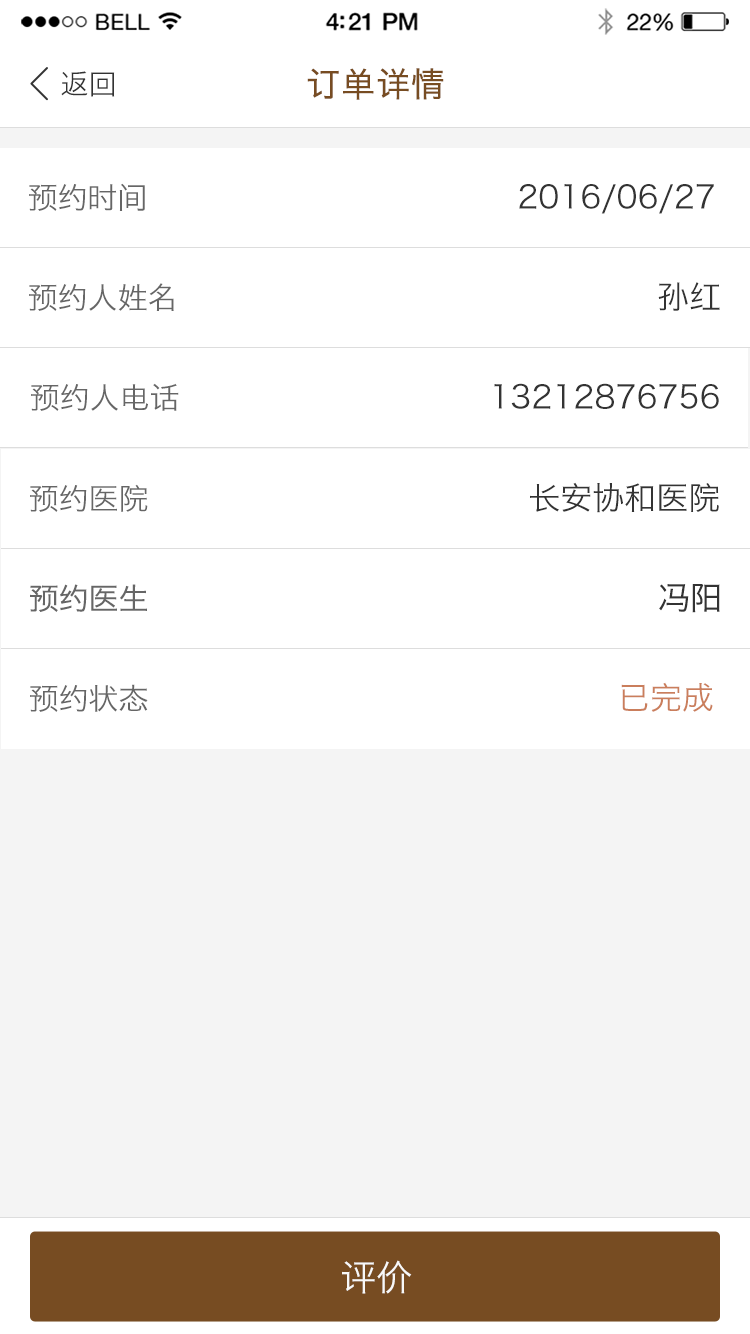 BELL 4:21 PM 22%
返回 订单详情
预约时间 2016/06/27
预约人姓名 孙红
预约人电话 13212876756
预约医院 长安协和医院
预约医生 冯阳
预约状态 已完成
评价